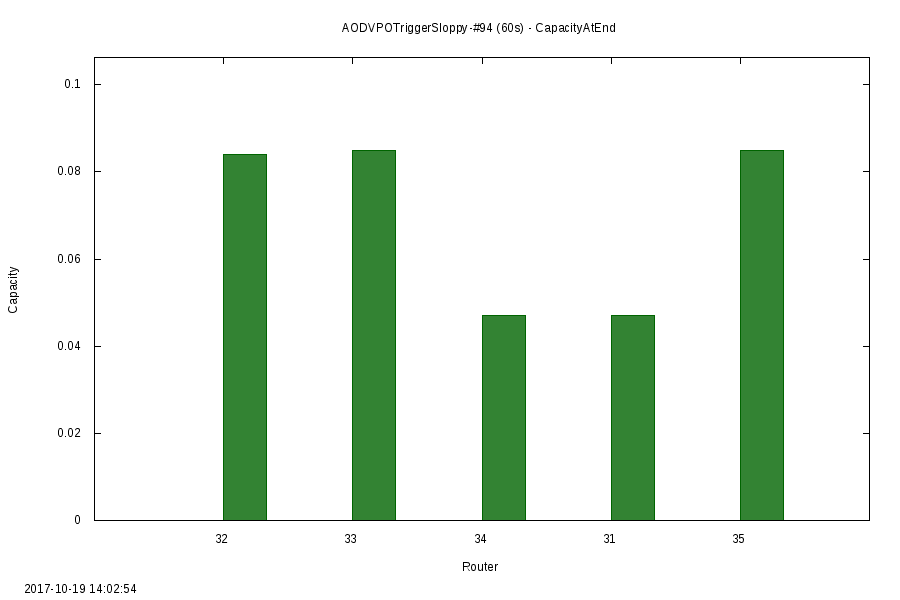 AODVPOTriggerSloppy-#94 (60s) - CapacityAtEnd
0.1
0.08
0.06
0.04
0.02
0
Capacity
32 33 34 31 35
Router
2017-10-19 14:02:54